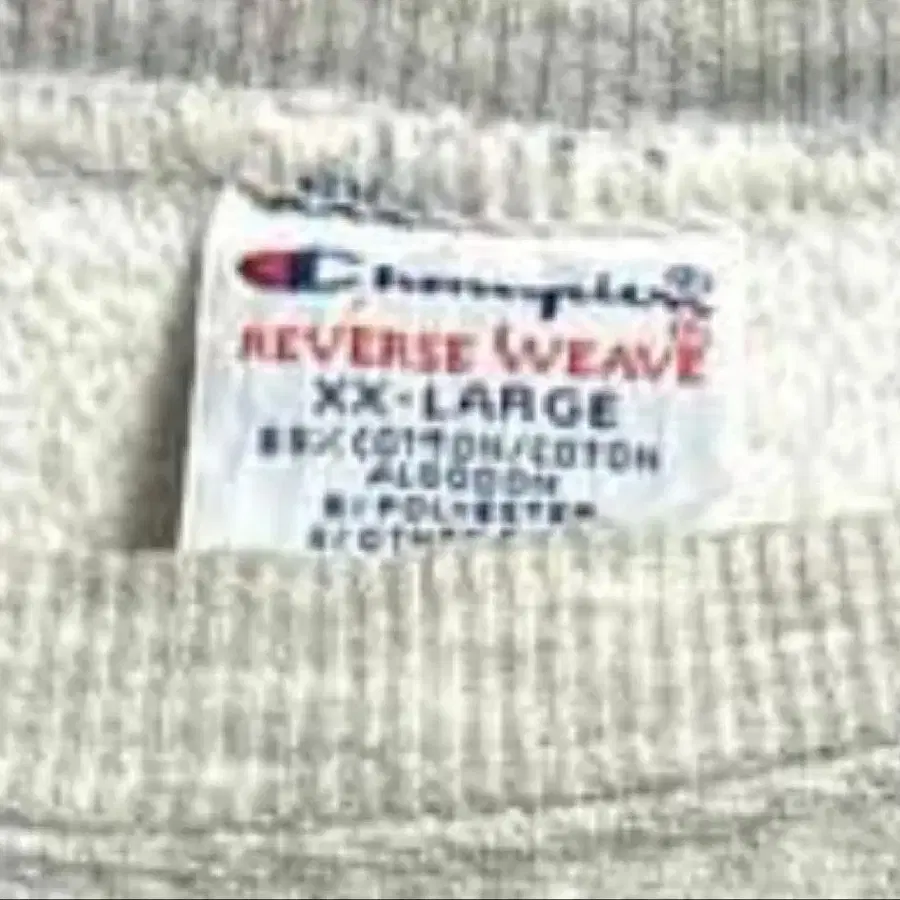 Champion®
REVERSE WEAVE
XX-LARGE
COTTON/COTON
ALGODON
POLYESTER